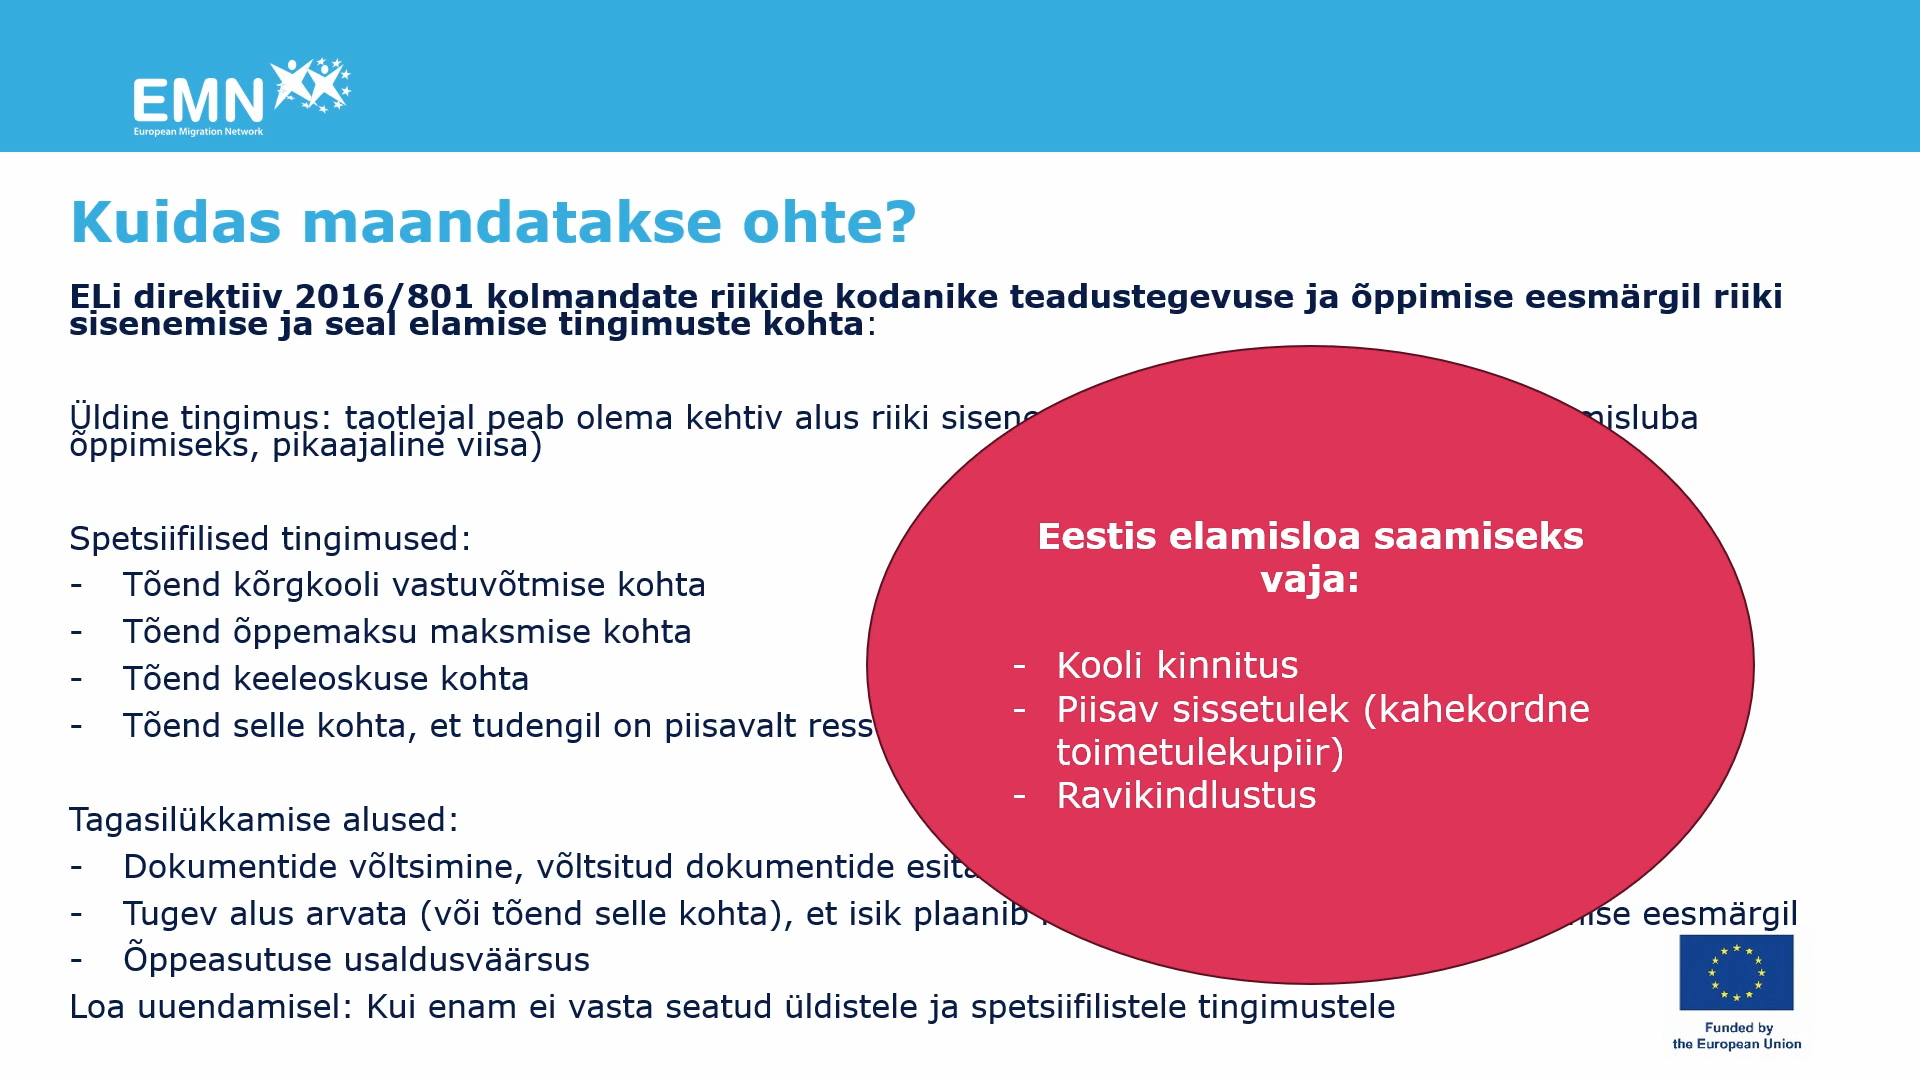 EMN
European Migration Network
Kuidas maandatakse ohte?
ELi direktiiv 2016/801 kolmandate riikide kodanike teadustegevuse ja õppimise eesmärgil riiki
sisenemise ja seal elamise tingimuste kohta:
Üldine tingimus: taotlejal peab olema kehtiv alus riiki
õppimiseks, pikaajaline viisa)
Spetsiifilised tingimused:
- Tõend kõrgkooli vastuvõtmise kohta
- Tõend õppemaksu maksmise kohta
- Tõend keeleoskuse kohta
- Tõend selle kohta, et tudengil on piisavalt
Tagasilükkamise alused:
- Dokumentide võltsimine, võltsitud dokumentide
- Tugev alus arvata (või tõend selle kohta), et isik plaanib eesmärgil
- Õppeasutuse usaldusväärsus
Loa uuendamisel: Kui enam ei vasta seatud üldistele ja spetsiifilistele tingimustele
Eestis elamisloa saamiseks
vaja:
- Kooli kinnitus
- Piisav sissetulek (kahekordne
toimetulekupiir)
- Ravikindlustus
Funded by
the European Union